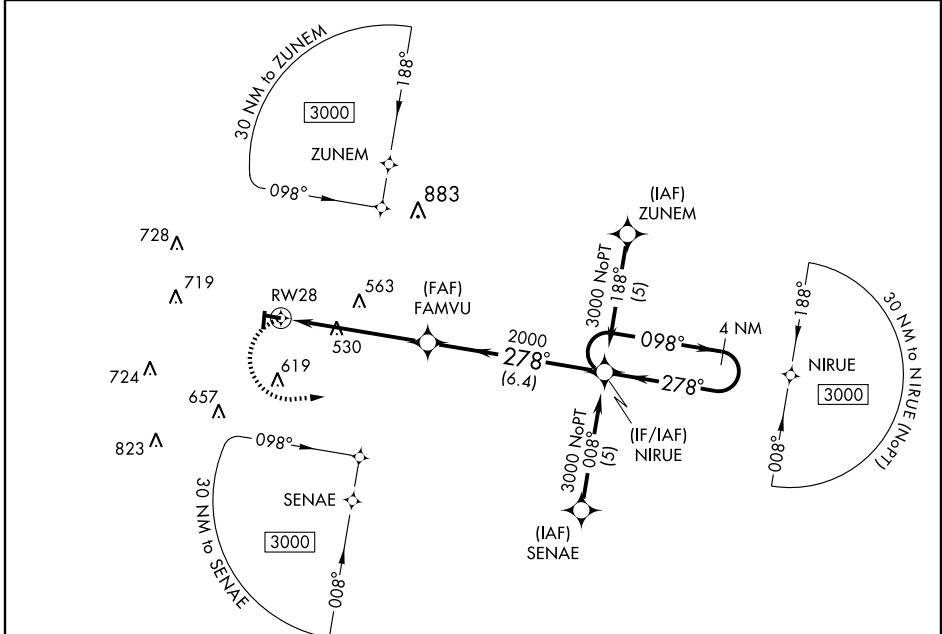 30 NM to ZUNEM
188°
3000
ZUNEM
098°
883
(IAF)
ZUNEM
728
719
RW28
563
(FAF)
FAMVU
3000 NoPT
188°
(5)
4 NM
188°
30 NM to NIRUE (NoPT)
530
2000
278°
(6.4)
098°
278°
NIRUE
3000
724
619
657
823
(IF/IAF)
NIRUE
3000 NoPT
008°
(5)
008°
098°
SENAE
3000
30 NM to SENAE
008°
(IAF)
SENAE